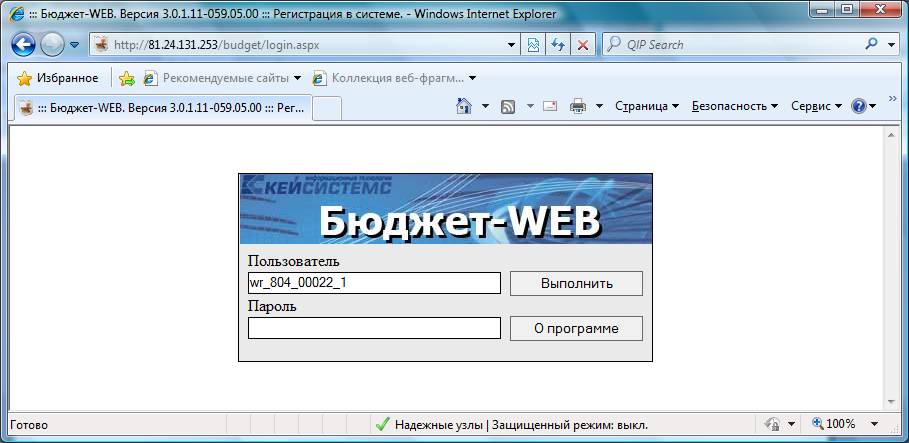 ::: Бюджет-WEB. Версия 3.0.1.11-059.05.00 ::: Регистрация в системе. - Windows Internet Explorer
http://81.24.131.253/budget/login.aspx QIP Search
Избранное Рекомендуемые сайты Коллекция веб-фрагм...
::: Бюджет-WEB. Версия 3.0.1.11-059.05.00 ::: Рег... Страница Безопасность Сервис
информационные технологии
КЕЙСИСТЕМС
Бюджет-WEB
Пользователь
wr_804_00022_1 Выполнить
Пароль
О программе
Готово Надежные узлы | Защищенный режим: выкл. 100%